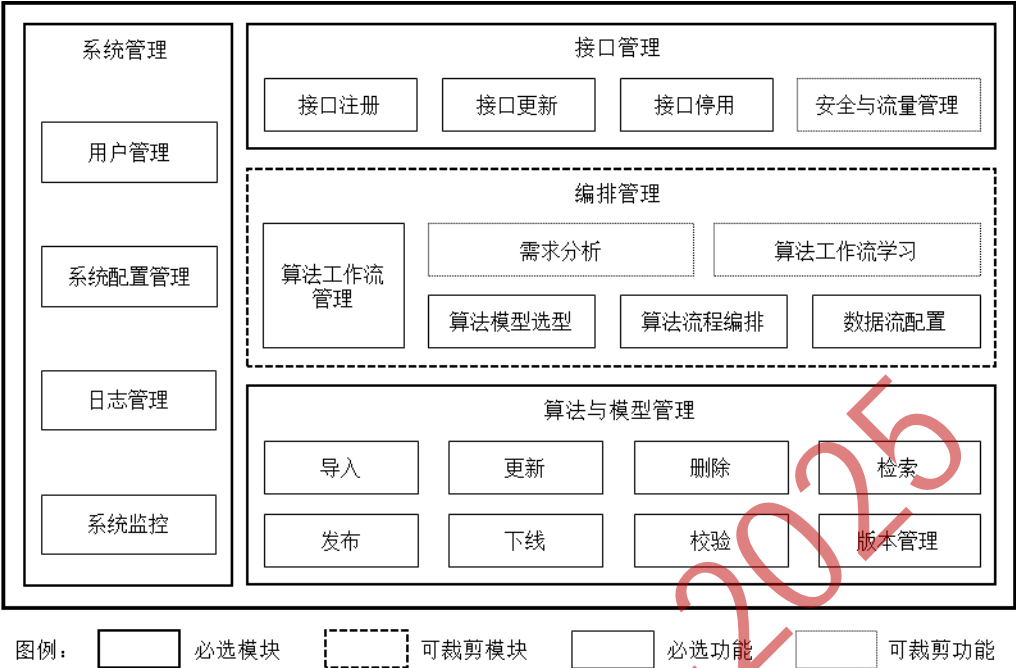 系统管理
用户管理
系统配置管理
日志管理
系统监控
接口管理
接口注册
接口更新
接口停用
安全与流量管理
编排管理
算法工作流
管理
需求分析
算法工作流学习
算法模型选型
算法流程编排
数据流配置
算法与模型管理
导入
更新
删除
检索
发布
下线
校验
版本管理
2025
图例：
必选模块
可裁剪模块
必选功能
可裁剪功能